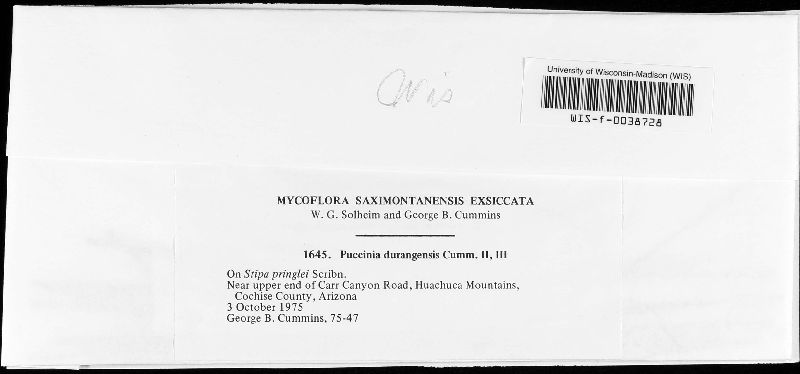 University of Wisconsin-Madison (WIS)
WIS-f-0038728
MYCOFLORA SAXIMONTANENSIS EXSICCATA
W. G. Solheim and George B. Cummins
1645. Puccinia durangensis Cumm. II, III
On Stipa pringlei Scribn.
Near upper end of Carr Canyon Road, Huachuca Mountains,
Cochise County, Arizona
3 October 1975
George B. Cummins, 75-47